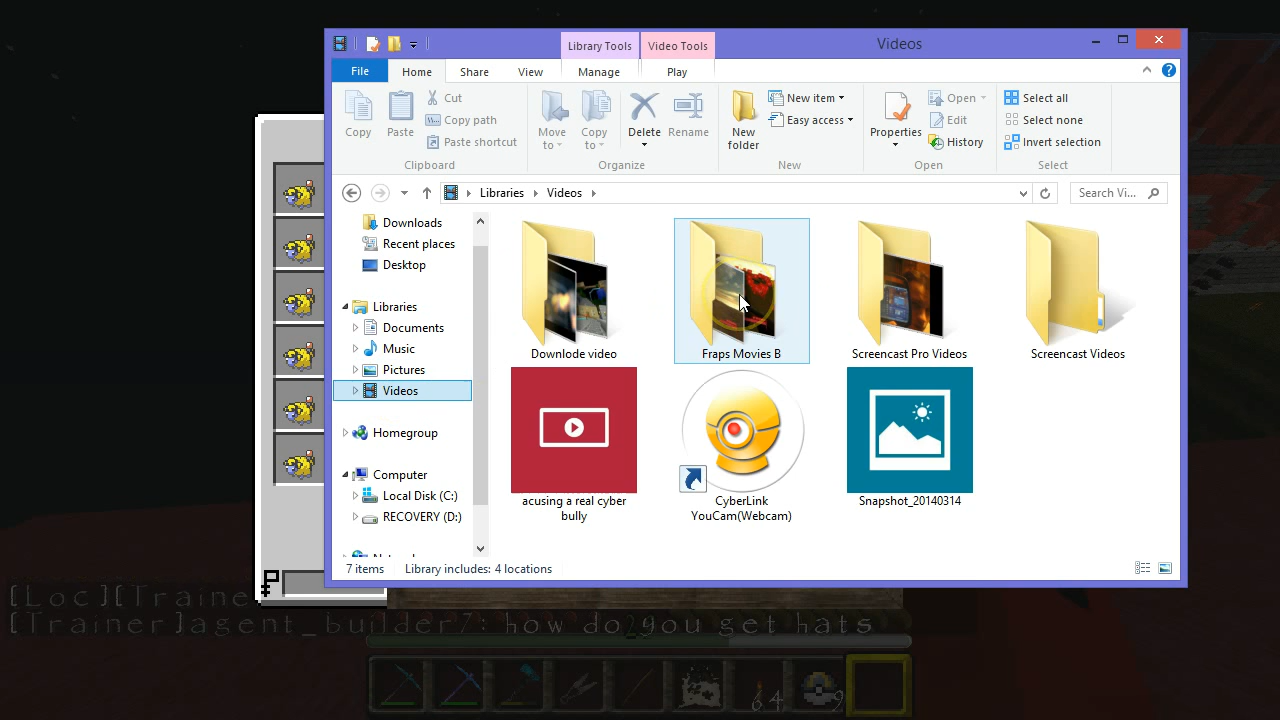 Library Tools
Video Tools
Videos
File
Home
Share
View
Manage
Play
Copy
Paste
Cut
Copy path
Paste shortcut
Clipboard
Move to
Copy to
Delete
Rename
Organize
New folder
New item
Easy access
New
Properties
Open
Edit
History
Open
Select all
Select none
Invert selection
Select
Libraries
Videos
Search Vi...
Downloads
Recent places
Desktop
Libraries
Documents
Music
Pictures
Videos
Homegroup
Computer
Local Disk (C:)
RECOVERY (D:)
Downlode video
Fraps Movies B
Screencast Pro Videos
Screencast Videos
acusing a real cyber
bully
CyberLink
YouCam(Webcam)
Snapshot_20140314
7 items
Library includes: 4 locations
[Loc][Traine
[Trainer]agent_builder7: how do you get hats
64
9